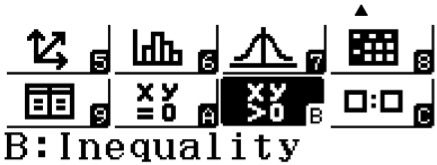 5 6 7 8
9 x y =0 A x y >0 B □:□ C
B:Inequality